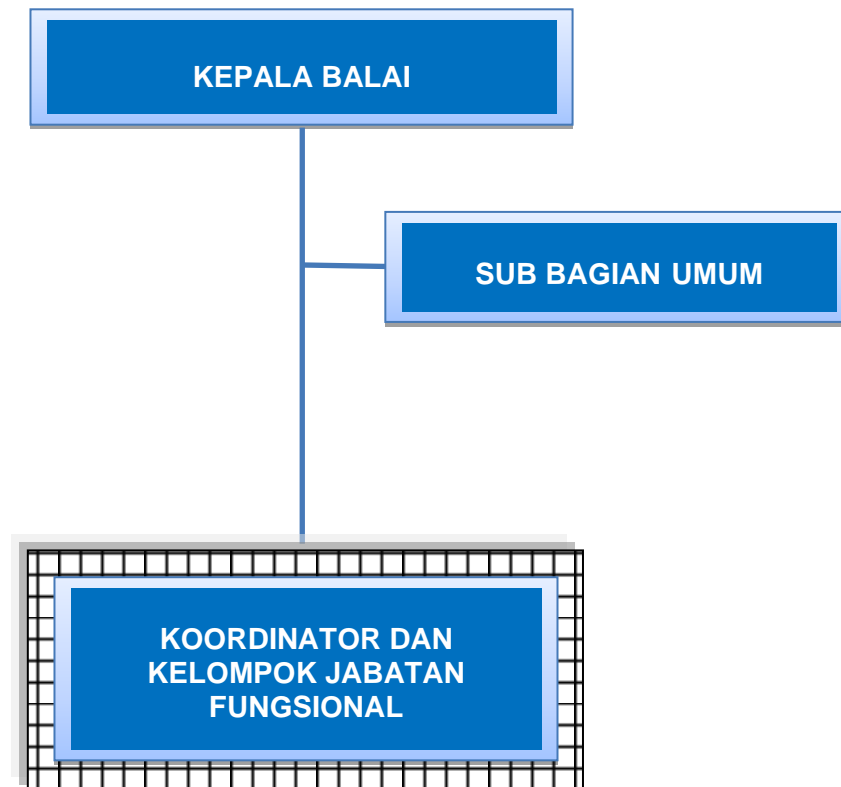 KEPALA BALAI
SUB BAGIAN UMUM
KOORDINATOR DAN
KELOMPOK JABATAN
FUNGSIONAL